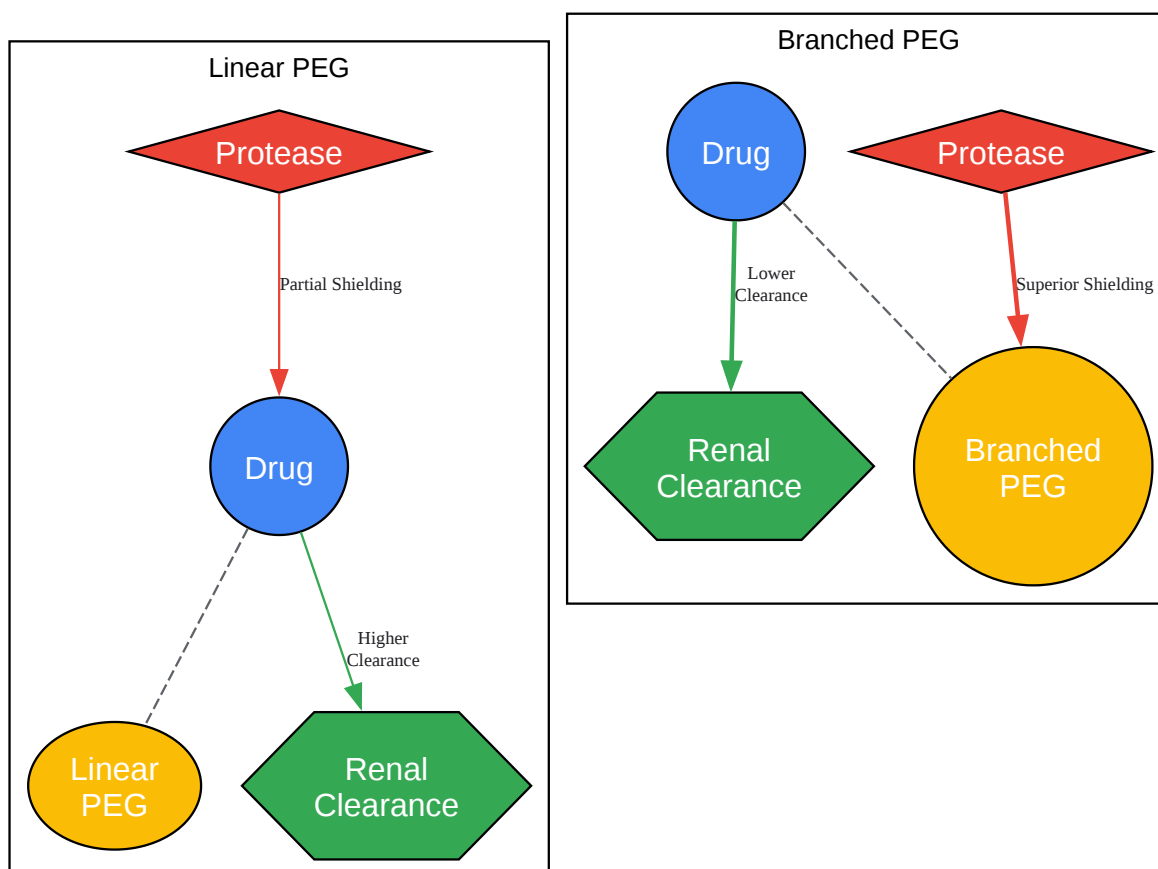 Linear PEG
Protease
Partial Shielding
Drug
Higher
Clearance
Linear
PEG
Renal
Clearance
Branched PEG
Drug
Protease
Lower
Clearance
Superior Shielding
Renal
Clearance
Branched
PEG